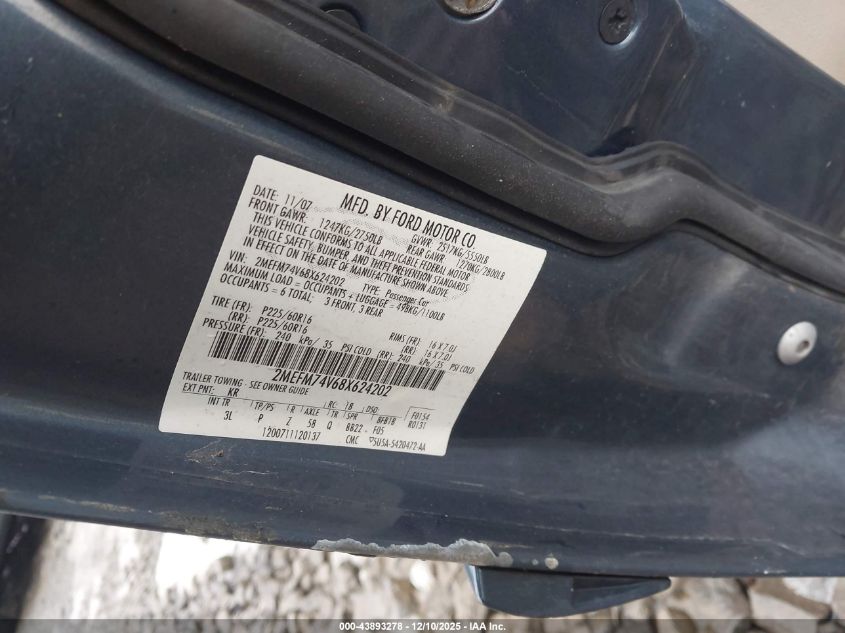 MFD. BY FORD MOTOR CO.
DATE: 11/07 GVWR: 2517KG/5550LB
FRONT GAWR: 1247KG/2750LB REAR GAWR: 1270KG/2800LB
THIS VEHICLE CONFORMS TO ALL APPLICABLE FEDERAL MOTOR
VEHICLE SAFETY, BUMPER, AND THEFT PREVENTION STANDARDS
IN EFFECT ON THE DATE OF MANUFACTURE SHOWN ABOVE.
VIN: 2MEFM74V68X624202 TYPE: Passenger Car
MAXIMUM LOAD = OCCUPANTS + LUGGAGE = 498KG/1100LB
OCCUPANTS = 6 TOTAL: 3 FRONT, 3 REAR
TIRE (FR): P225/60R16 RIMS (FR): 16 X 7.0J
(RR): P225/60R16 (RR): 16 X 7.0J
PRESSURE (FR): 240 kPa/ 35 PSI COLD (RR): 240 kPa/ 35 PSI COLD
2MEFM74V68X624202
TRAILER TOWING - SEE OWNER GUIDE
EXT PNT: KR RC: 18 DSO: F0154
INT TR TP/PS R AXLE TR SPR BFBTB R0131
3L P Z 5B Q BB22 F05
1200711120137 CMC 5U5A-5420472-AA
000-43893278 - 12/10/2025 - IAA Inc.